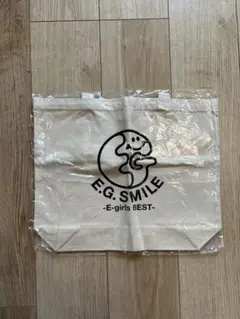 E.G. SMILE
-E-girls BEST-